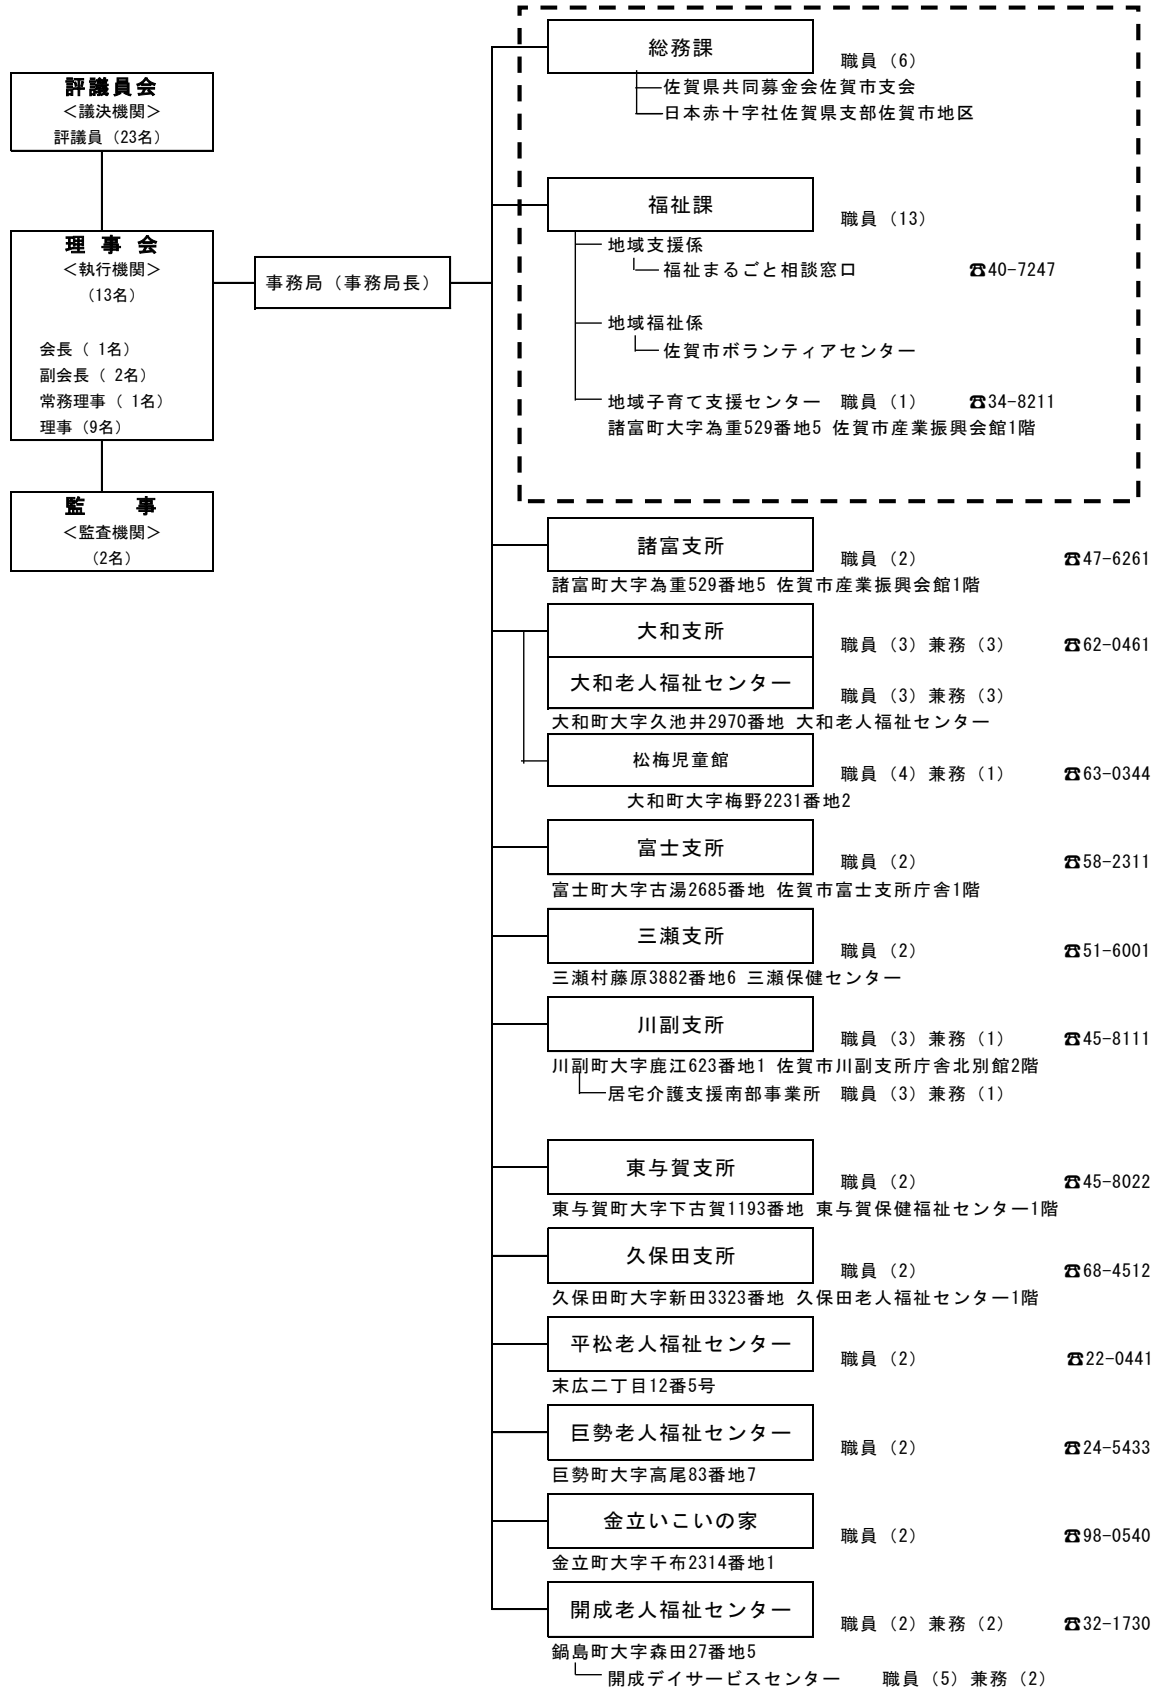 評議員会
＜議決機関＞
評議員（23名）
理 事 会
＜執行機関＞
（13名）
会長（ 1名）
副会長（ 2名）
常務理事（ 1名）
理事（9名）
監 事
＜監査機関＞
（2名）
事務局（事務局長）
総務課 職員（6）
佐賀県共同募金会佐賀市支会
日本赤十字社佐賀県支部佐賀市地区
福祉課 職員（13）
地域支援係
福祉まるごと相談窓口 ☎40-7247
地域福祉係
佐賀市ボランティアセンター
地域子育て支援センター 職員（1） ☎34-8211
諸富町大字為重529番地5 佐賀市産業振興会館1階
諸富支所 職員（2） ☎47-6261
諸富町大字為重529番地5 佐賀市産業振興会館1階
大和支所 職員（3）兼務（3） ☎62-0461
大和老人福祉センター 職員（3）兼務（3）
大和町大字久池井2970番地 大和老人福祉センター
松梅児童館 職員（4）兼務（1） ☎63-0344
大和町大字梅野2231番地2
富士支所 職員（2） ☎58-2311
富士町大字古湯2685番地 佐賀市富士支所庁舎1階
三瀬支所 職員（2） ☎51-6001
三瀬村藤原3882番地6 三瀬保健センター
川副支所 職員（3）兼務（1） ☎45-8111
川副町大字鹿江623番地1 佐賀市川副支所庁舎北別館2階
居宅介護支援南部事業所 職員（3）兼務（1）
東与賀支所 職員（2） ☎45-8022
東与賀町大字下古賀1193番地 東与賀保健福祉センター1階
久保田支所 職員（2） ☎68-4512
久保田町大字新田3323番地 久保田老人福祉センター1階
平松老人福祉センター 職員（2） ☎22-0441
末広二丁目12番5号
巨勢老人福祉センター 職員（2） ☎24-5433
巨勢町大字高尾83番地7
金立いこいの家 職員（2） ☎98-0540
金立町大字千布2314番地1
開成老人福祉センター 職員（2）兼務（2） ☎32-1730
鍋島町大字森田27番地5
開成デイサービスセンター 職員（5）兼務（2）